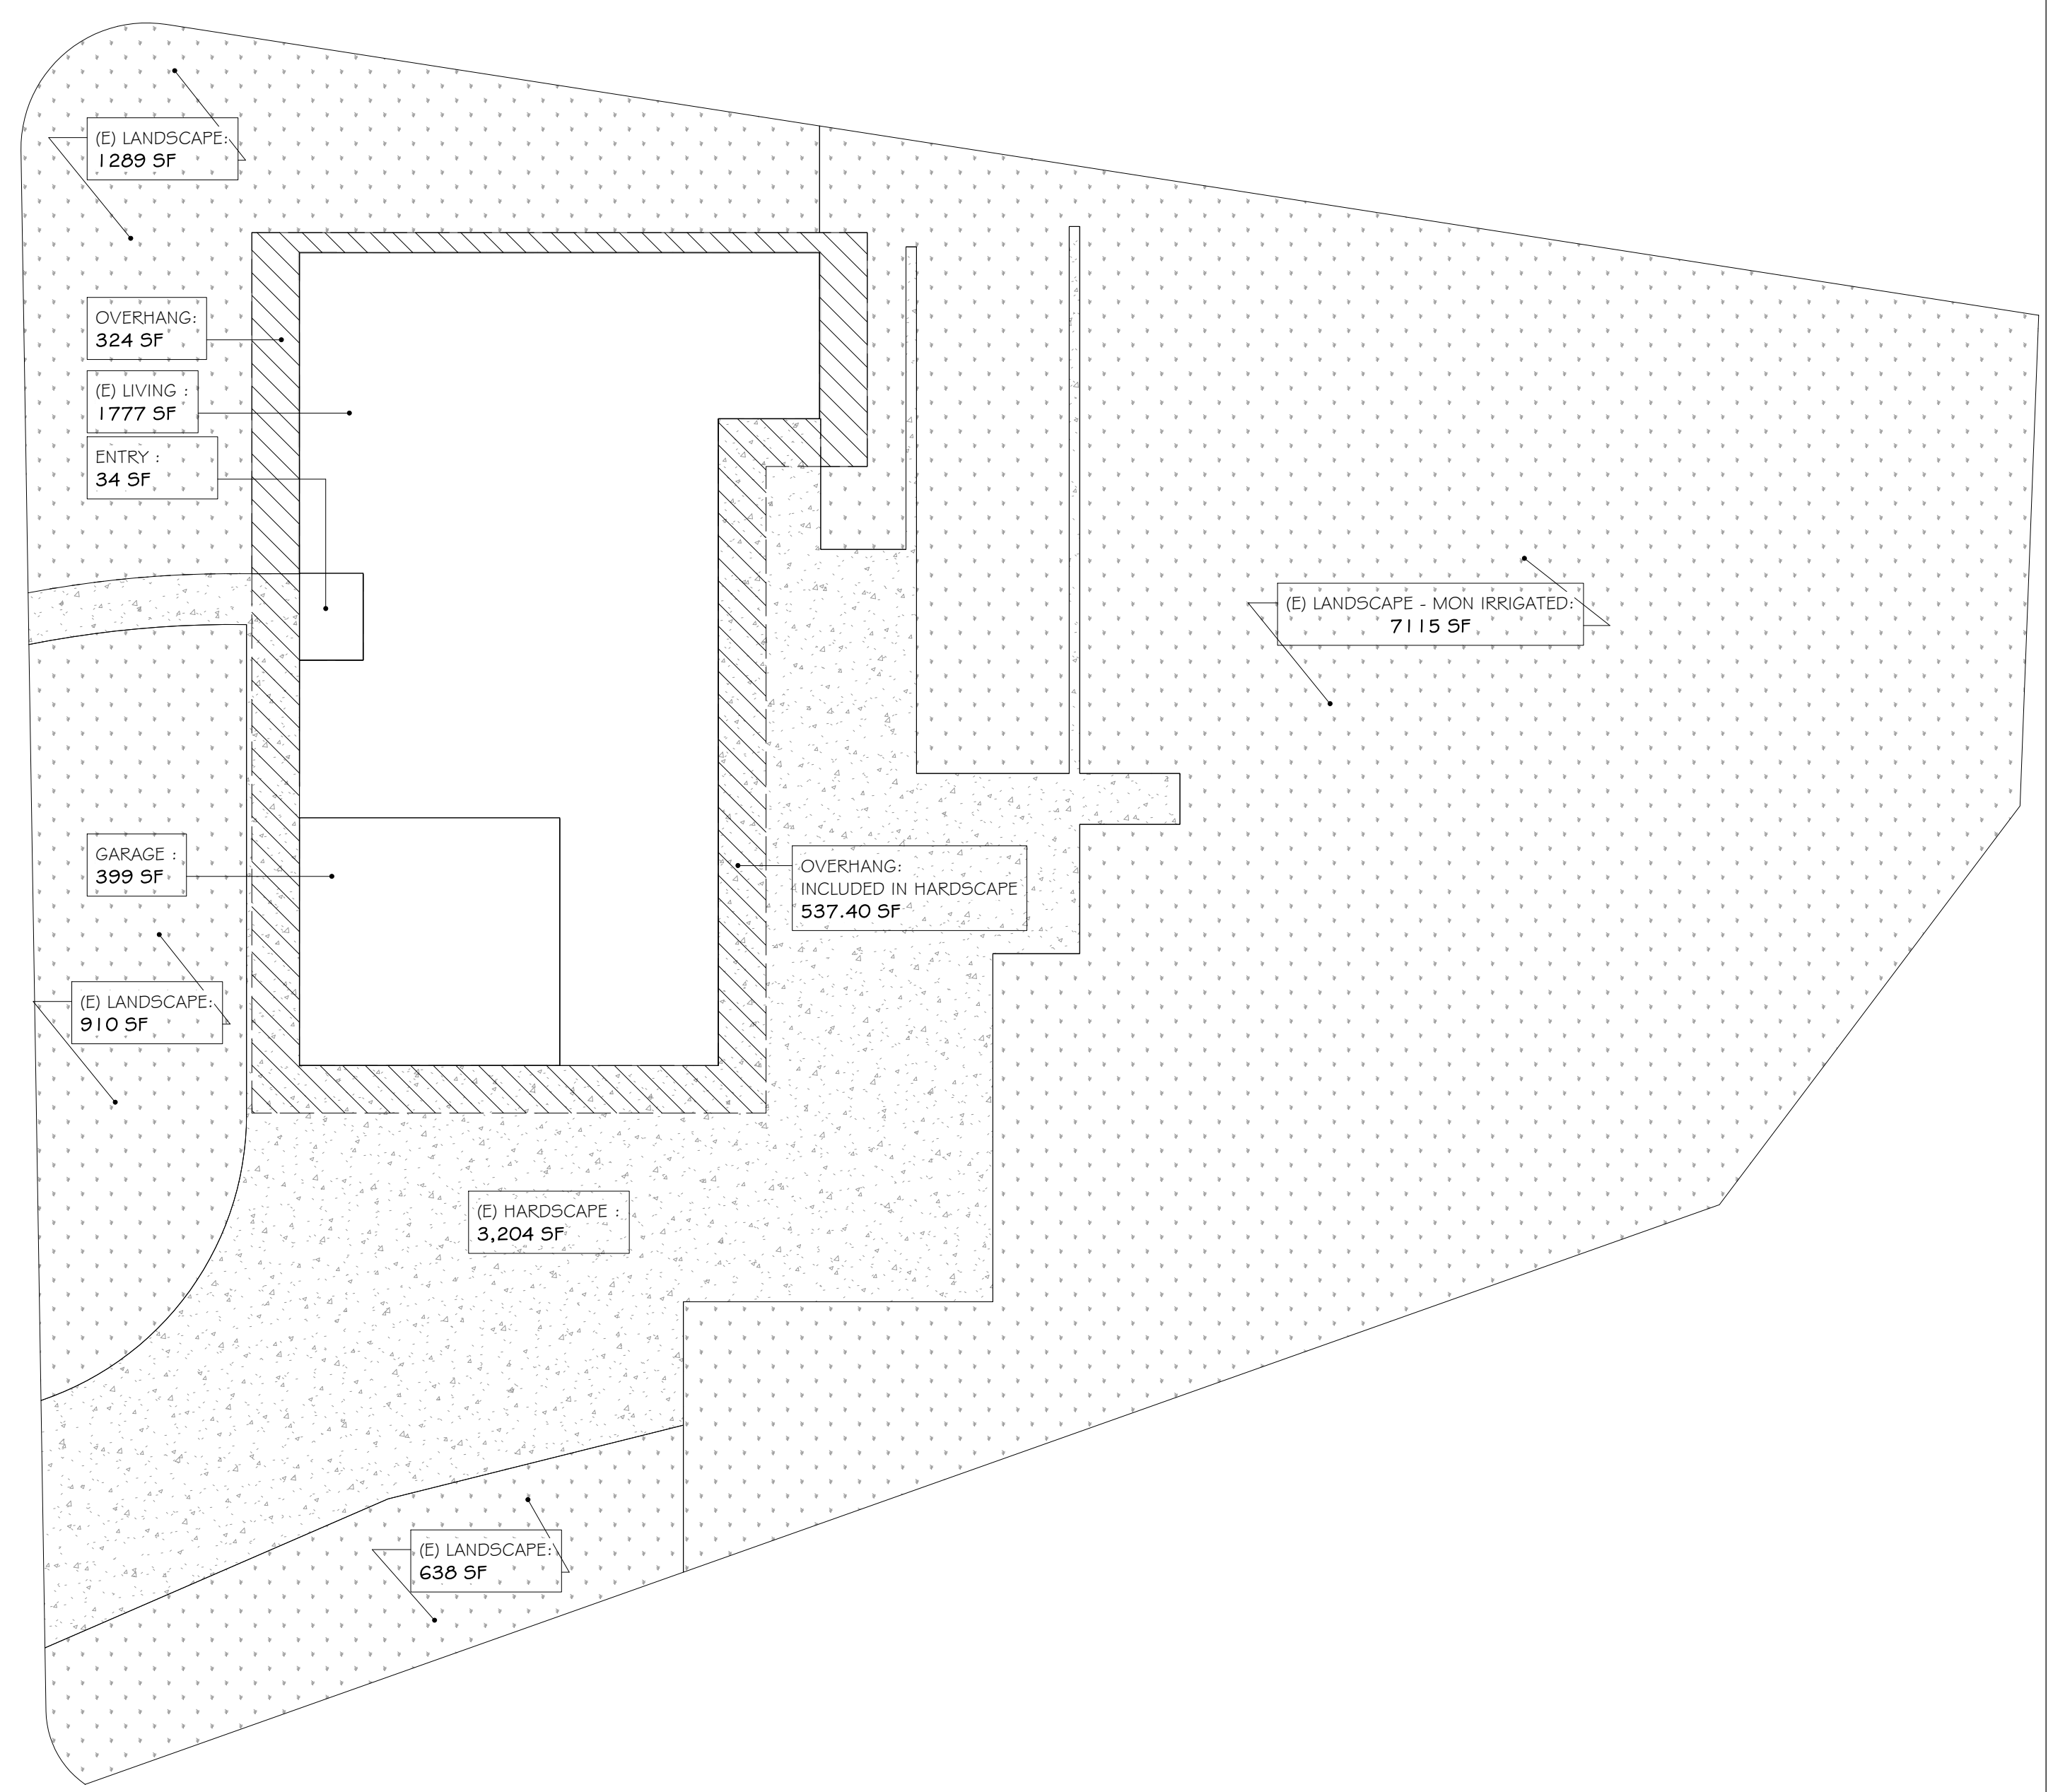 (E) LANDSCAPE:
1289 SF
OVERHANG:
324 SF
(E) LIVING :
1777 SF
ENTRY :
34 SF
(E) LANDSCAPE - MON IRRIGATED:
7115 SF
GARAGE :
399 SF
OVERHANG:
INCLUDED IN HARDSCAPE
537.40 SF
(E) LANDSCAPE:
910 SF
(E) HARDSCAPE :
3,204 SF
(E) LANDSCAPE:
638 SF